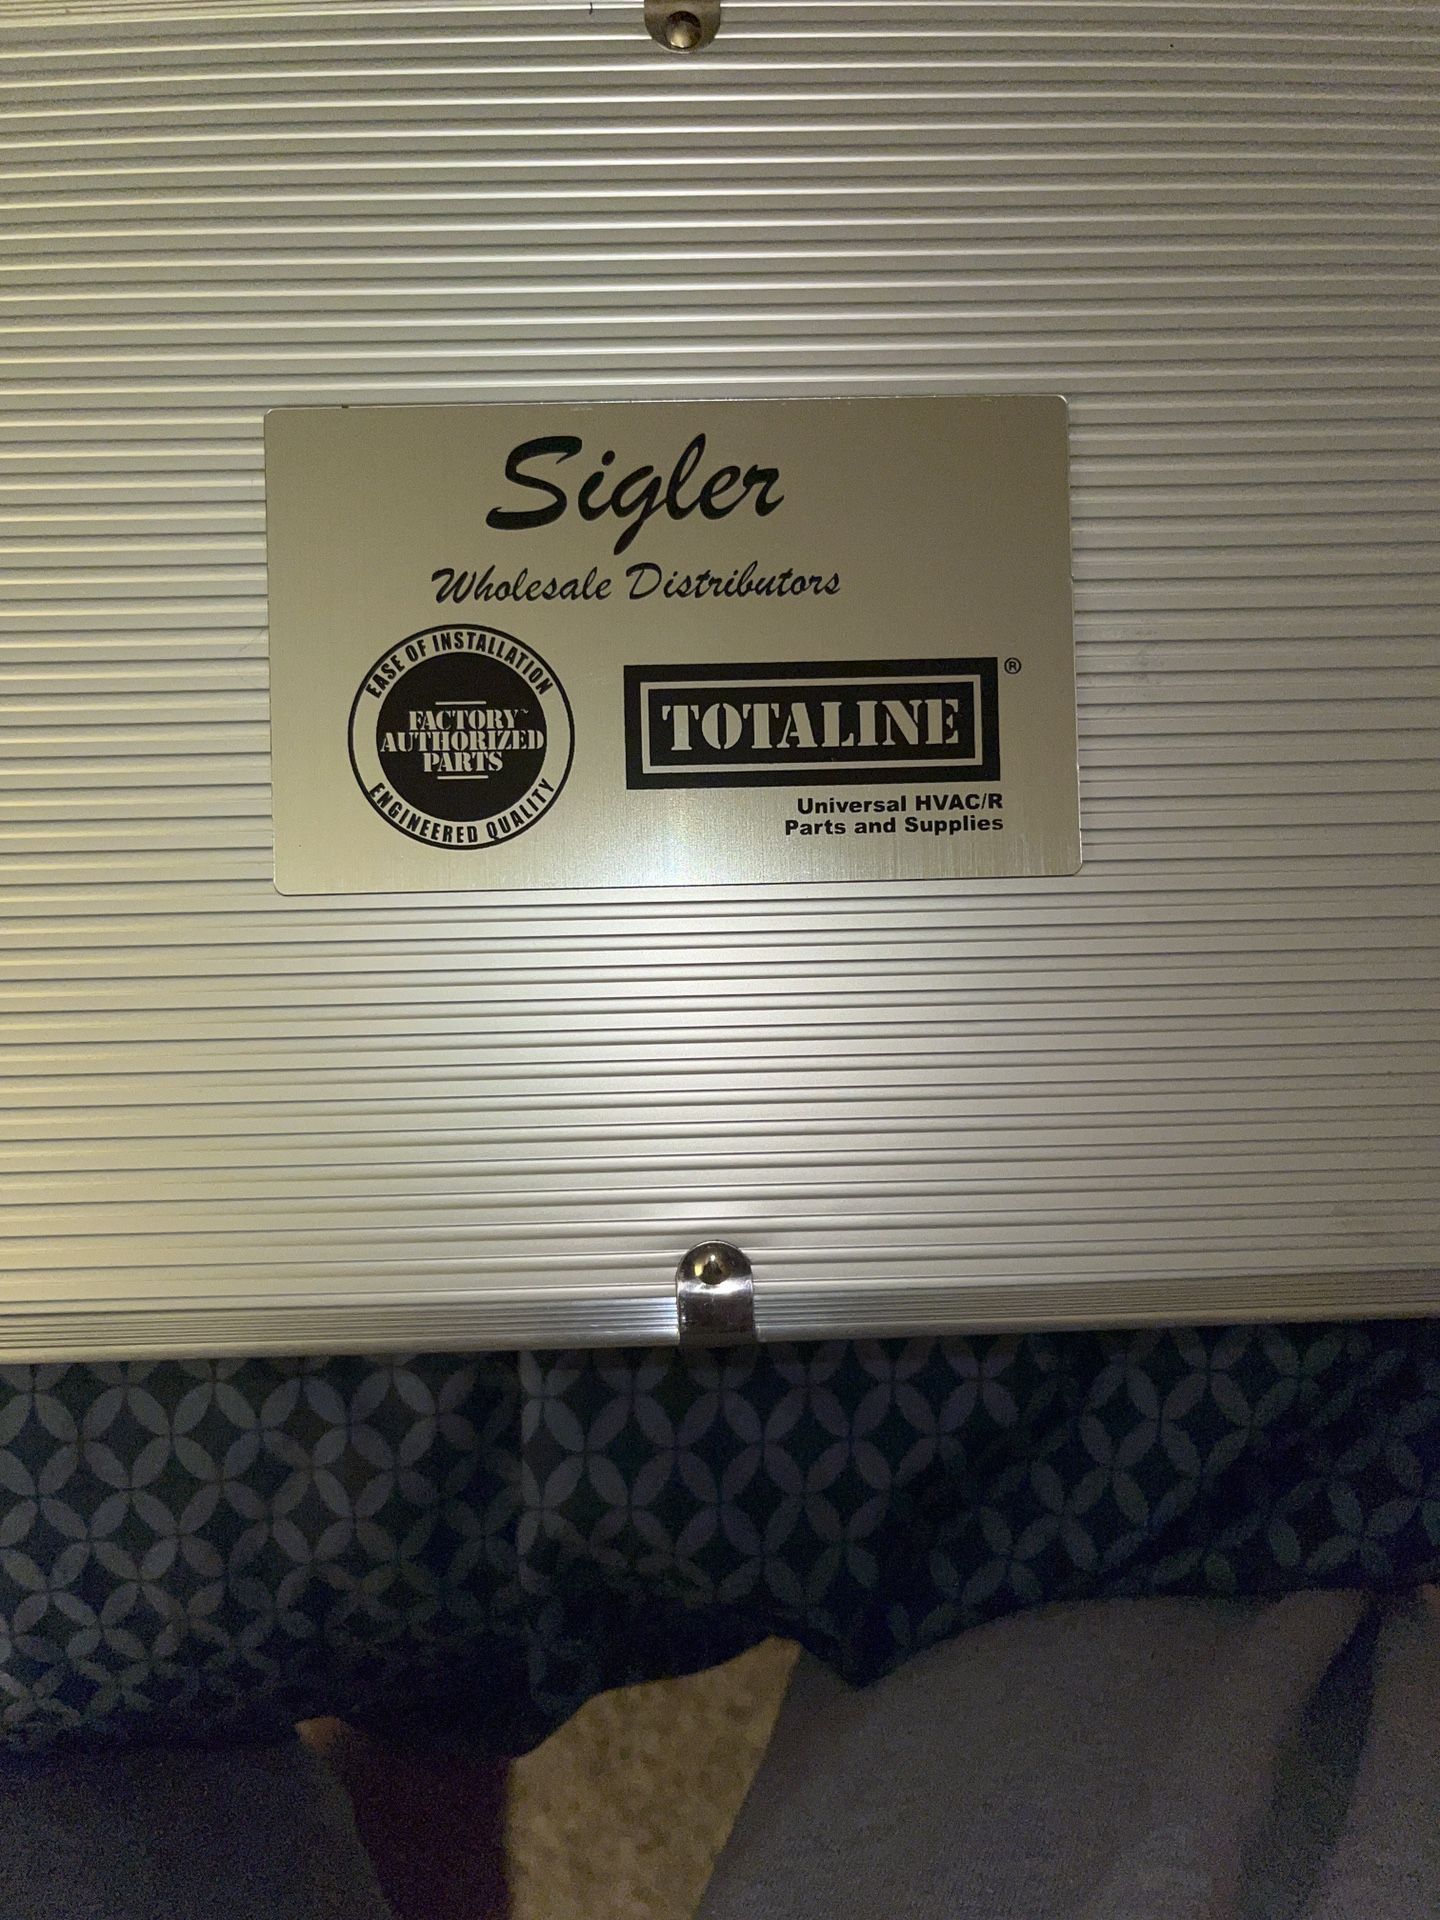 Sigler
Wholesale Distributors
EASE OF INSTALLATION
FACTORY™
AUTHORIZED
PARTS
ENGINEERED QUALITY
TOTALINE®
Universal HVAC/R
Parts and Supplies